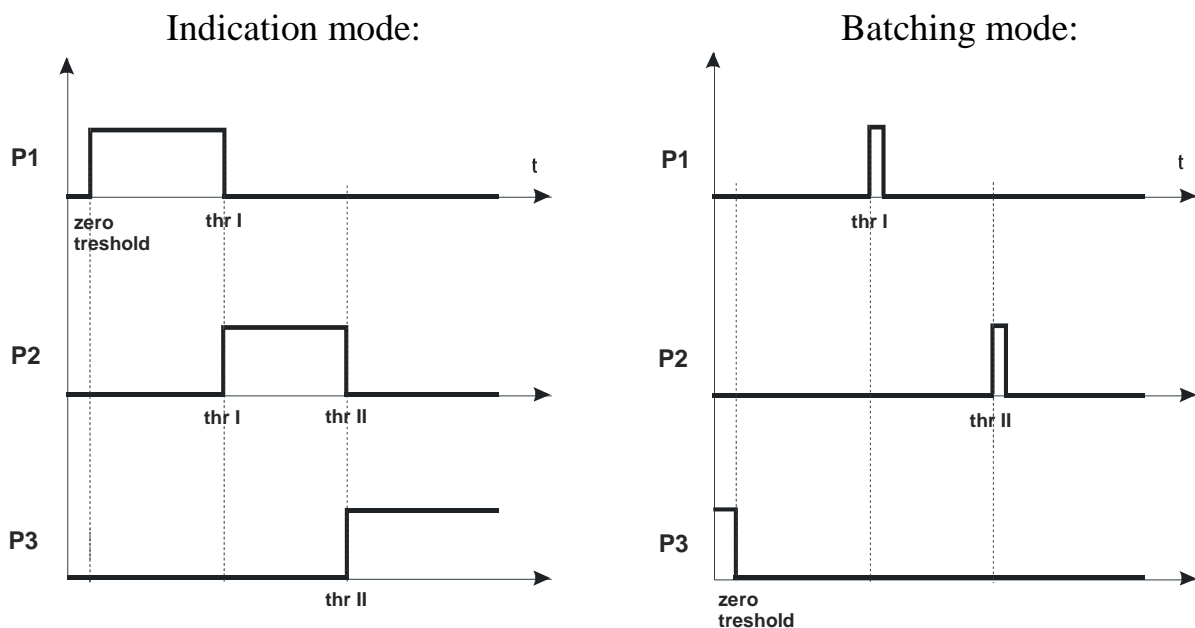 Indication mode:
P1
t
zero
treshold
thr I
P2
thr I
thr II
P3
thr II
Batching mode:
P1
t
thr I
P2
thr II
P3
zero
treshold